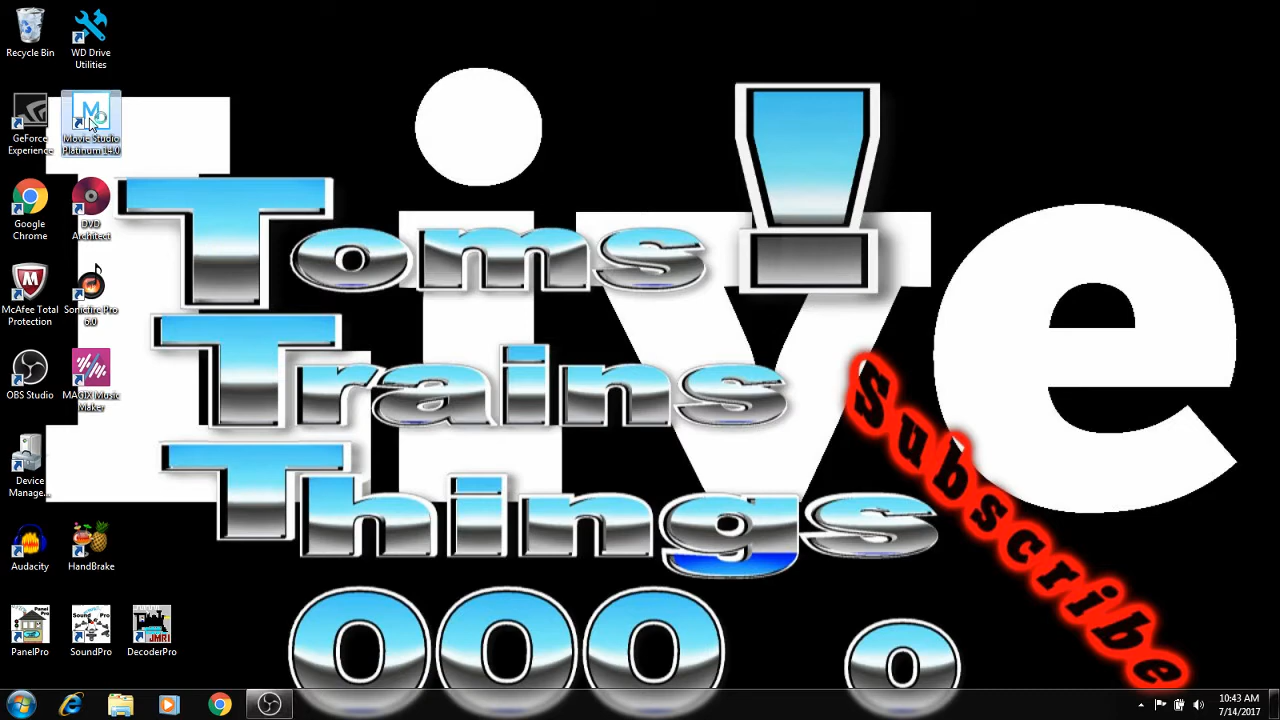 Recycle Bin
WD Drive
Utilities
GeForce
Experience
Movie Studio
Platinum 14.0
Google
Chrome
DVD
Architect
McAfee Total
Protection
Sonicfire Pro
6.0
OBS Studio
MAGIX Music
Maker
Device
Manage...
Audacity
HandBrake
PanelPro
SoundPro
DecoderPro
Live
Toms !
Trains
Things
OOO o
Subscribe
10:43 AM
7/14/2017